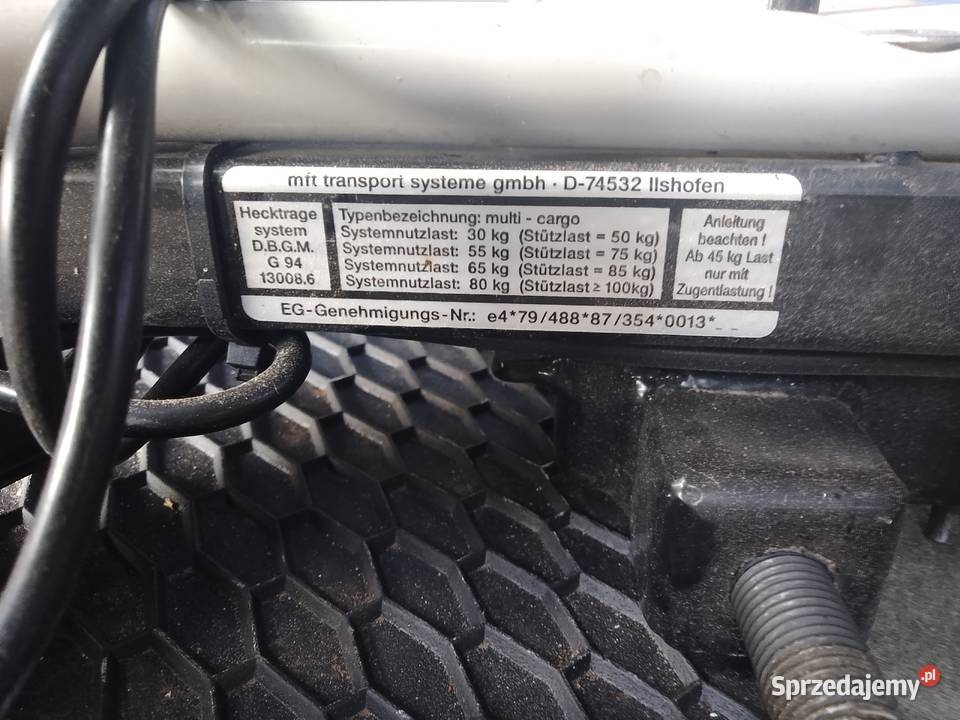 mft transport systeme gmbh · D-74532 Ilshofen
Hecktrage
system
D.B.G.M.
G 94
13008.6
Typenbezeichnung: multi - cargo
Systemnutzlast: 30 kg (Stützlast = 50 kg)
Systemnutzlast: 55 kg (Stützlast = 75 kg)
Systemnutzlast: 65 kg (Stützlast = 85 kg)
Systemnutzlast: 80 kg (Stützlast ≥ 100kg)
Anleitung
beachten !
Ab 45 kg Last
nur mit
Zugentlastung !
EG-Genehmigungs-Nr.: e4*79/488*87/354*0013*_ _
Sprzedajemy.pl